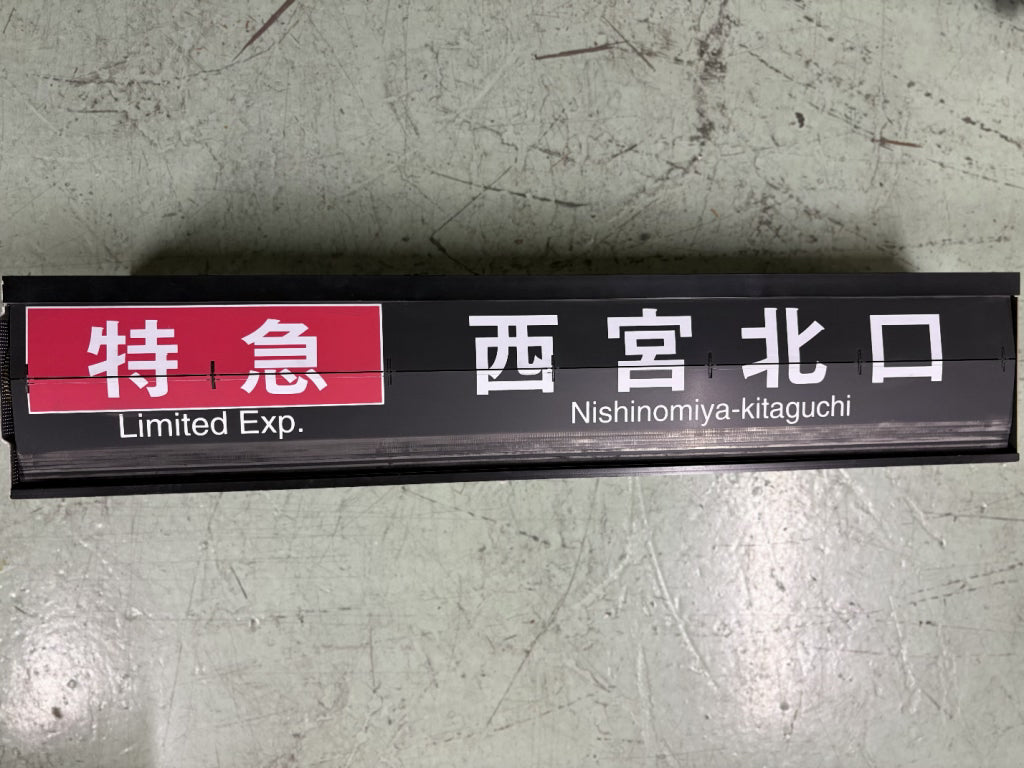 特急 西宮北口
Limited Exp. Nishinomiya-kitaguchi